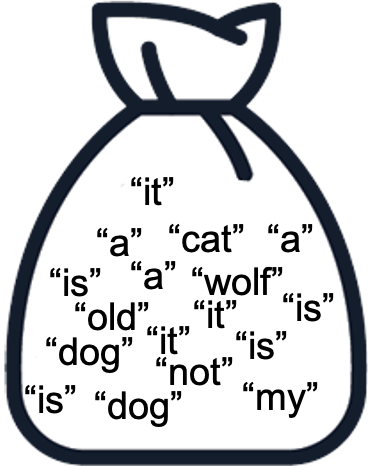 “it”
“a” “cat” “a”
“is” “a” “wolf”
“old” “it” “is”
“dog” “it” “is”
“not”
“is” “dog” “my”